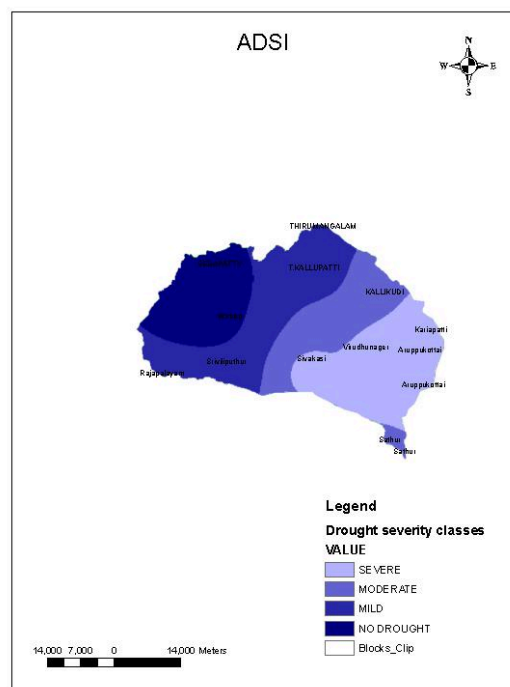 ADSI
N
W E
S
THIRUMANGALAM
T.KALLUPATTI
KALLIKUDI
Kariapatti
Virudhunagar
Aruppukottai
Sivakasi
Srivilliputhur
Rajapalayam
Aruppukottai
Sathur
Sathur
Legend
Drought severity classes
VALUE
SEVERE
MODERATE
MILD
NO DROUGHT
Blocks_Clip
14,000 7,000 0 14,000 Meters